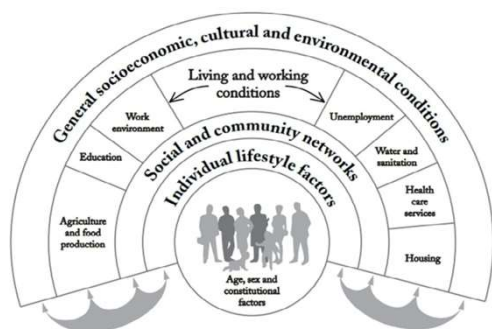 General socioeconomic, cultural and environmental conditions
Living and working
conditions
Work
environment
Unemployment
Education
Water and
sanitation
Social and community networks
Individual lifestyle factors
Health
care
services
Agriculture
and food
production
Housing
Age, sex and
constitutional
factors